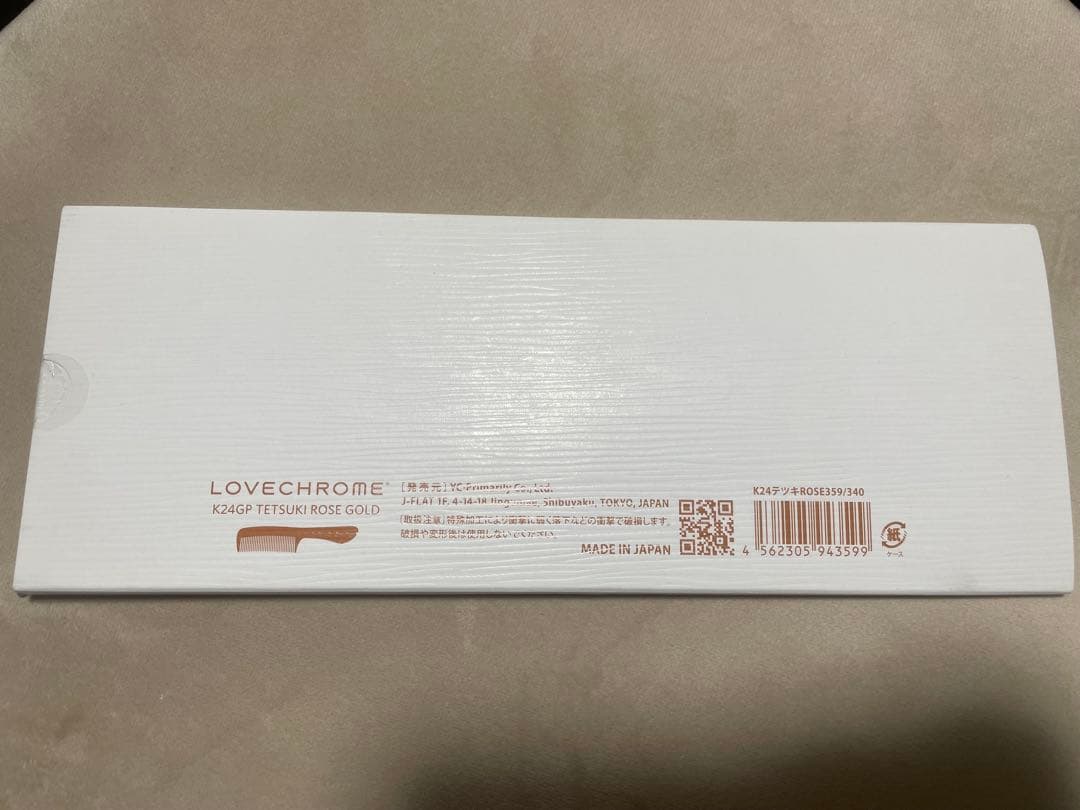 LOVECHROME®
K24GP TETSUKI ROSE GOLD
[発売元] YC.Primarily Co., Ltd.
J-FLAT 1F, 4-14-18 Jingumae, Shibuyaku, TOKYO, JAPAN
[取扱注意] 特殊加工により衝撃に弱く落下などの衝撃で破損します。
破損や変形後は使用しないでください。
MADE IN JAPAN
K24テツキROSE359/340
4 562305 943599
紙
ケース